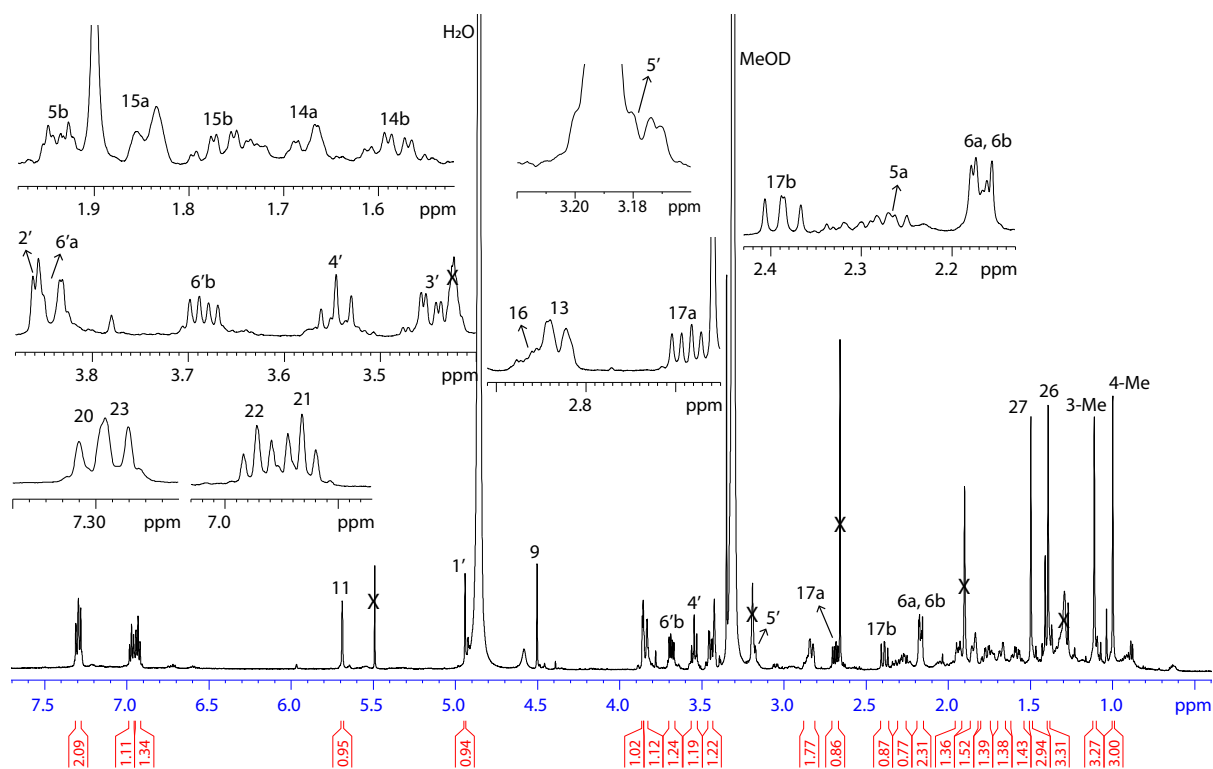 H₂O
MeOD
5b 15a 15b 14a 14b
1.9 1.8 1.7 1.6 ppm
5'
3.20 3.18 ppm
17b 5a 6a, 6b
2.4 2.3 2.2 ppm
2' 6'a 6'b 4' 3' X
3.8 3.7 3.6 3.5 ppm
16 13 17a
2.8 ppm
20 23
7.30 ppm
22 21
7.0 ppm
11 X 1' 9 6'b 4' X 5' 17a X 17b 6a, 6b X 27 26 X 3-Me 4-Me
7.5 7.0 6.5 6.0 5.5 5.0 4.5 4.0 3.5 3.0 2.5 2.0 1.5 1.0 ppm
2.09 1.11 1.34 0.95 0.94 1.02 1.12 1.24 1.19 1.22 1.77 0.86 0.87 0.77 2.31 1.36 1.52 1.39 1.38 1.43 2.94 3.31 3.27 3.00